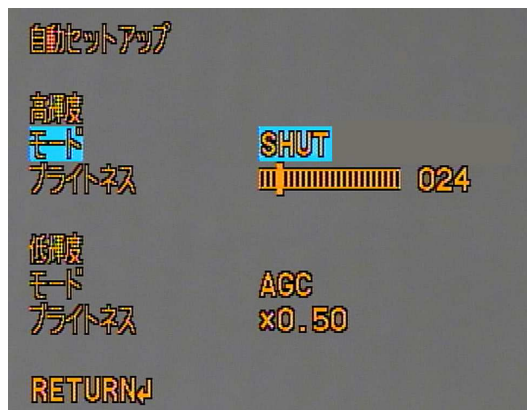 自動セットアップ
高輝度
モード SHUT
ブライトネス 024
低輝度
モード AGC
ブライトネス ×0.50
RETURN↲